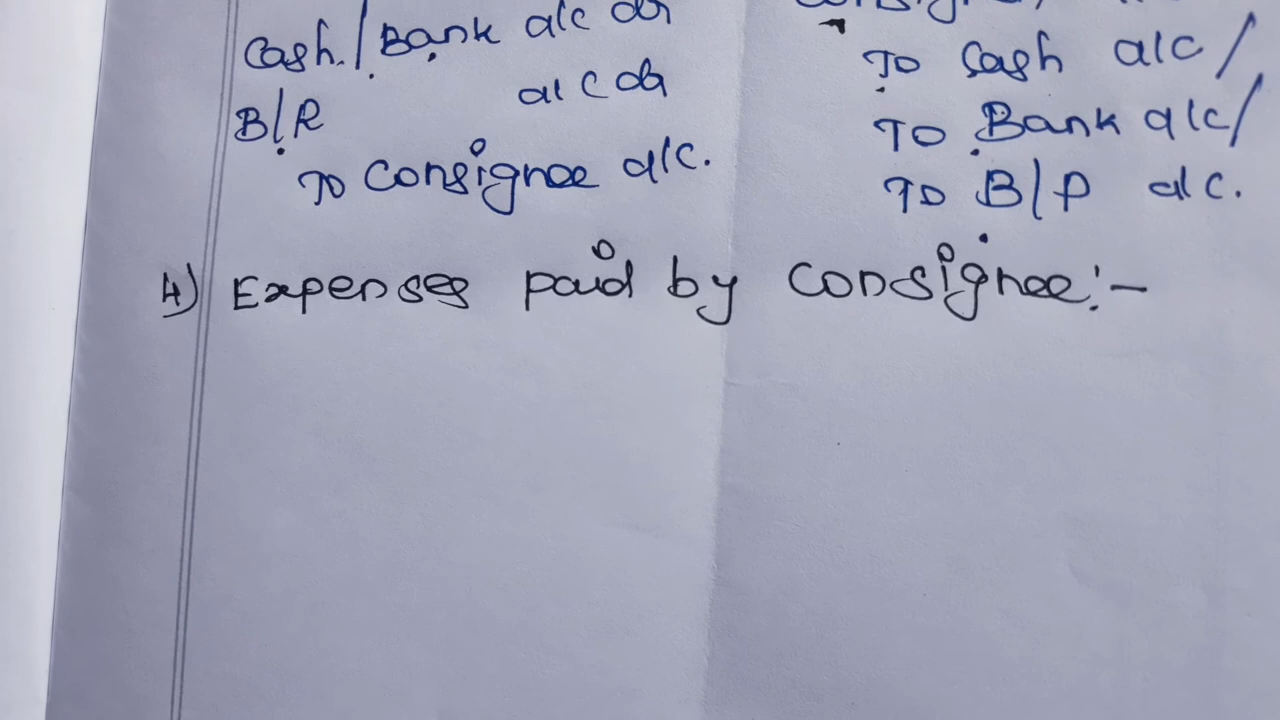 Cash./Bank a/c dr
To Cash a/c/
B/R a/c dr
To Bank a/c/
To Consignee a/c.
To B/P a/c.
4) Expenses paid by Consignee:-